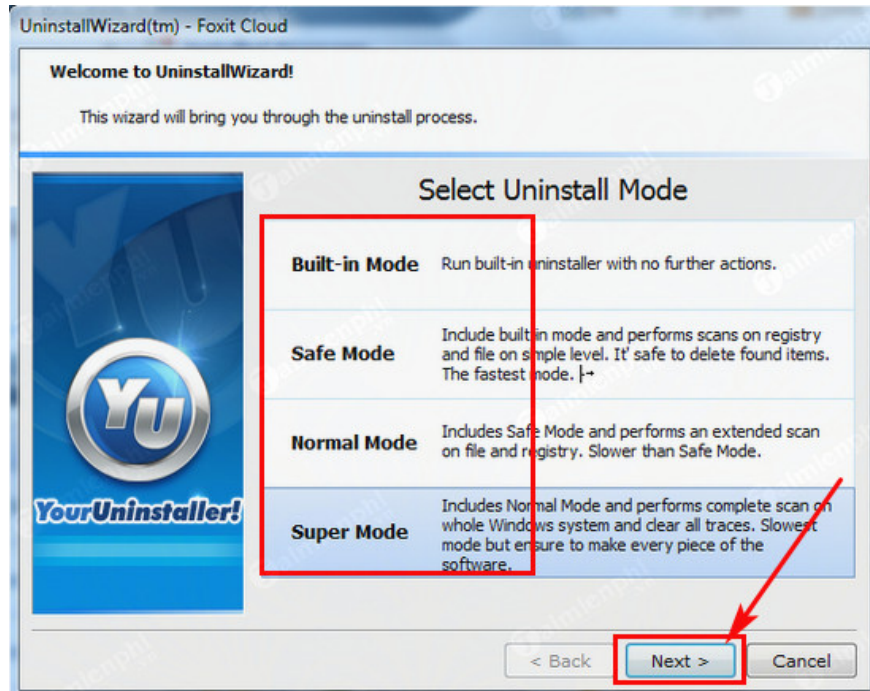 UninstallWizard(tm) - Foxit Cloud
Welcome to UninstallWizard!
This wizard will bring you through the uninstall process.
Select Uninstall Mode
Built-in Mode
Run built-in uninstaller with no further actions.
Safe Mode
Include built in mode and performs scans on registry
and file on simple level. It' safe to delete found items.
The fastest mode.
Normal Mode
Includes Safe Mode and performs an extended scan
on file and registry. Slower than Safe Mode.
Super Mode
Includes Normal Mode and performs complete scan on
whole Windows system and clear all traces. Slowest
mode but ensure to make every piece of the
software.
YU
YourUninstaller!
< Back
Next >
Cancel